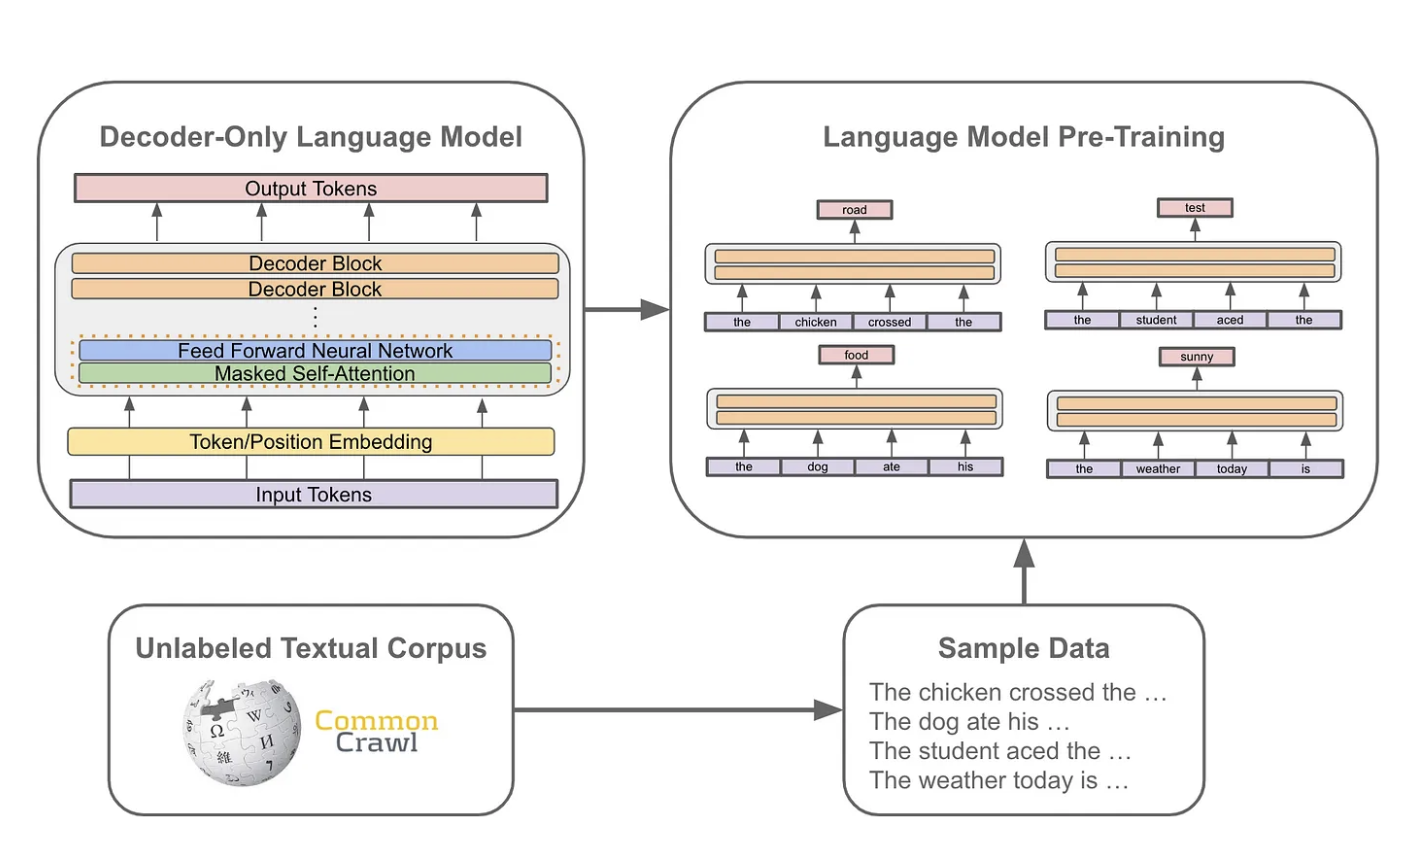 Decoder-Only Language Model
Output Tokens
Decoder Block
Decoder Block
Feed Forward Neural Network
Masked Self-Attention
Token/Position Embedding
Input Tokens
Language Model Pre-Training
road
the chicken crossed the
test
the student aced the
food
the dog ate his
sunny
the weather today is
Unlabeled Textual Corpus
Ω W И 維
Common
Crawl
Sample Data
The chicken crossed the …
The dog ate his …
The student aced the …
The weather today is …